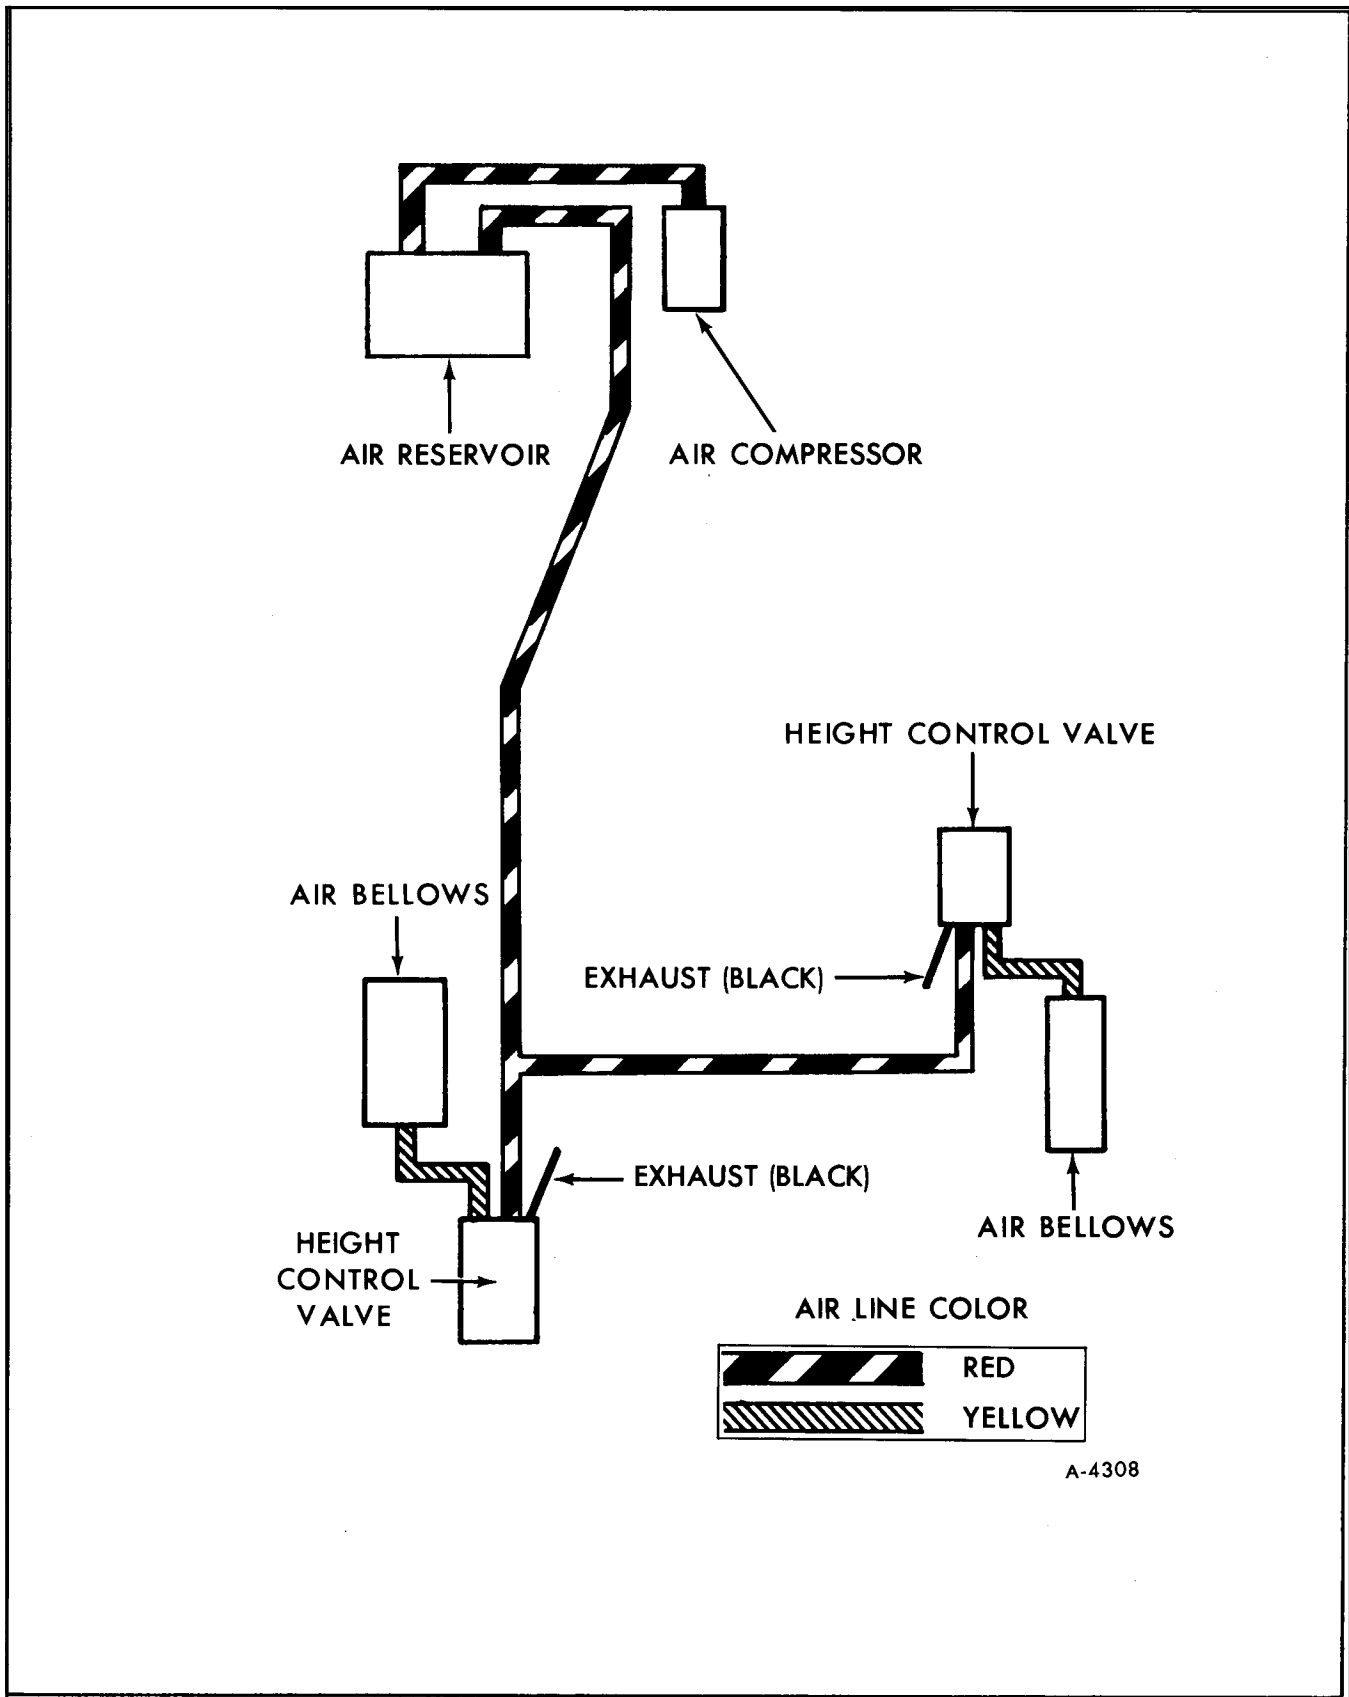 AIR RESERVOIR
AIR COMPRESSOR
HEIGHT CONTROL VALVE
AIR BELLOWS
EXHAUST (BLACK)
EXHAUST (BLACK)
AIR BELLOWS
HEIGHT
CONTROL
VALVE
AIR LINE COLOR
RED
YELLOW
A-4308